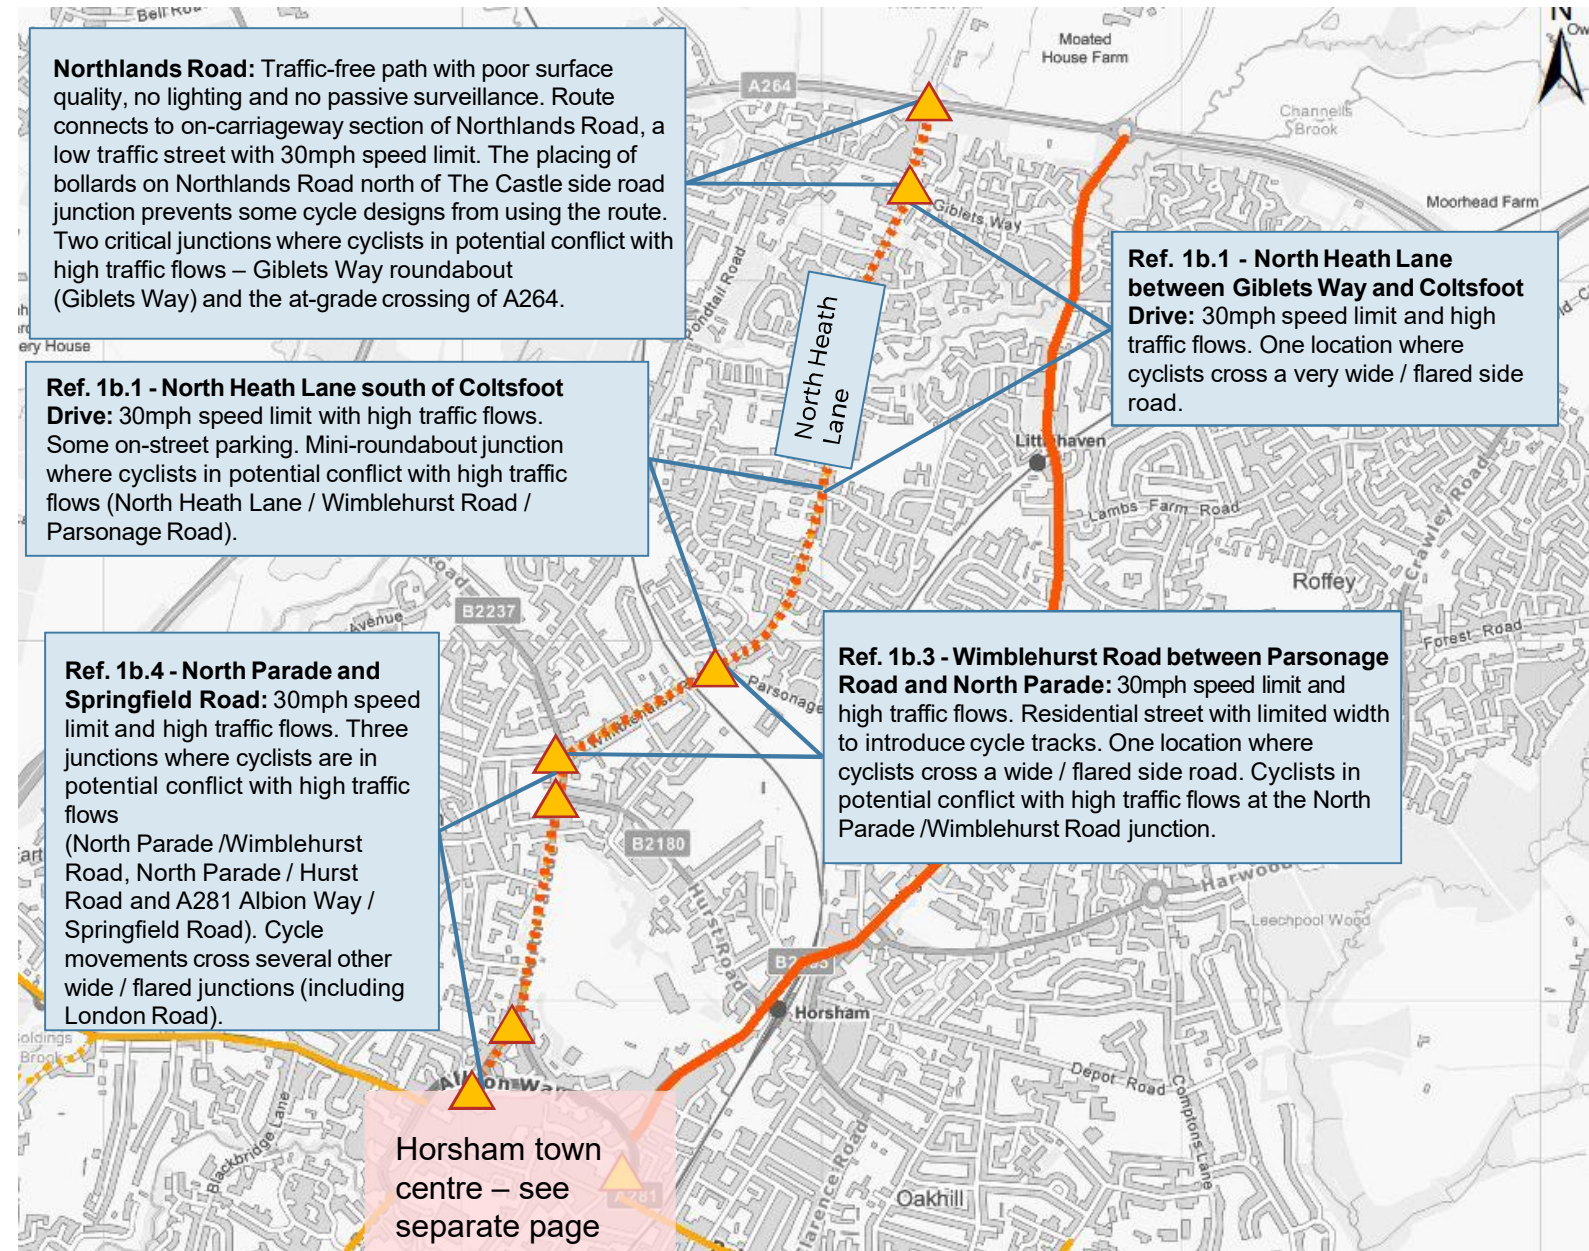 Bell Road
N
Moated
House Farm
A264
Channells
Brook
Moorhead Farm
Northlands Road: Traffic-free path with poor surface
quality, no lighting and no passive surveillance. Route
connects to on-carriageway section of Northlands Road, a
low traffic street with 30mph speed limit. The placing of
bollards on Northlands Road north of The Castle side road
junction prevents some cycle designs from using the route.
Two critical junctions where cyclists in potential conflict with
high traffic flows – Giblets Way roundabout
(Giblets Way) and the at-grade crossing of A264.
Giblets Way
Pondtail Road
ery House
Ref. 1b.1 - North Heath Lane
between Giblets Way and Coltsfoot
Drive: 30mph speed limit and high
traffic flows. One location where
cyclists cross a very wide / flared side
road.
North Heath
Lane
Ref. 1b.1 - North Heath Lane south of Coltsfoot
Drive: 30mph speed limit with high traffic flows.
Some on-street parking. Mini-roundabout junction
where cyclists in potential conflict with high traffic
flows (North Heath Lane / Wimblehurst Road /
Parsonage Road).
Littlehaven
Lambs Farm Road
Crawley Road
Roffey
Forest Road
Road
Avenue
B2237
Parsonage
Ref. 1b.4 - North Parade and
Springfield Road: 30mph speed
limit and high traffic flows. Three
junctions where cyclists are in
potential conflict with high traffic
flows
(North Parade /Wimblehurst
Road, North Parade / Hurst
Road and A281 Albion Way /
Springfield Road). Cycle
movements cross several other
wide / flared junctions (including
London Road).
Ref. 1b.3 - Wimblehurst Road between Parsonage
Road and North Parade: 30mph speed limit and
high traffic flows. Residential street with limited width
to introduce cycle tracks. One location where
cyclists cross a wide / flared side road. Cyclists in
potential conflict with high traffic flows at the North
Parade /Wimblehurst Road junction.
B2180
Hurst Road
Harwood
Leechpool Wood
Horsham
oldings
Brook
Albion Way
Depot Road
Comptons Lane
Blackbridge Lane
Horsham town
centre – see
separate page
A281
Clarence Road
Oakhill